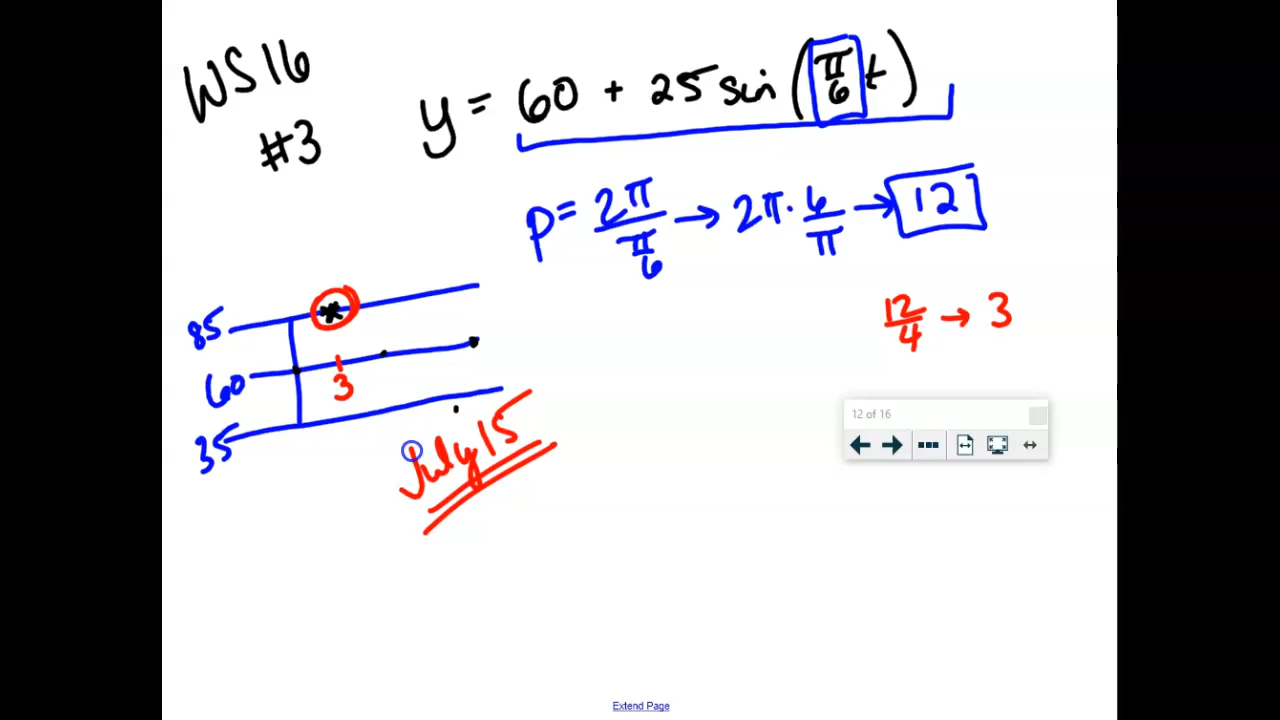 WS16
#3
y = 60 + 25 sin (π/6 t)
P = 2π / (π/6) → 2π · 6/π → 12
12/4 → 3
85
60
3
35
July 15
12 of 16
Extend Page